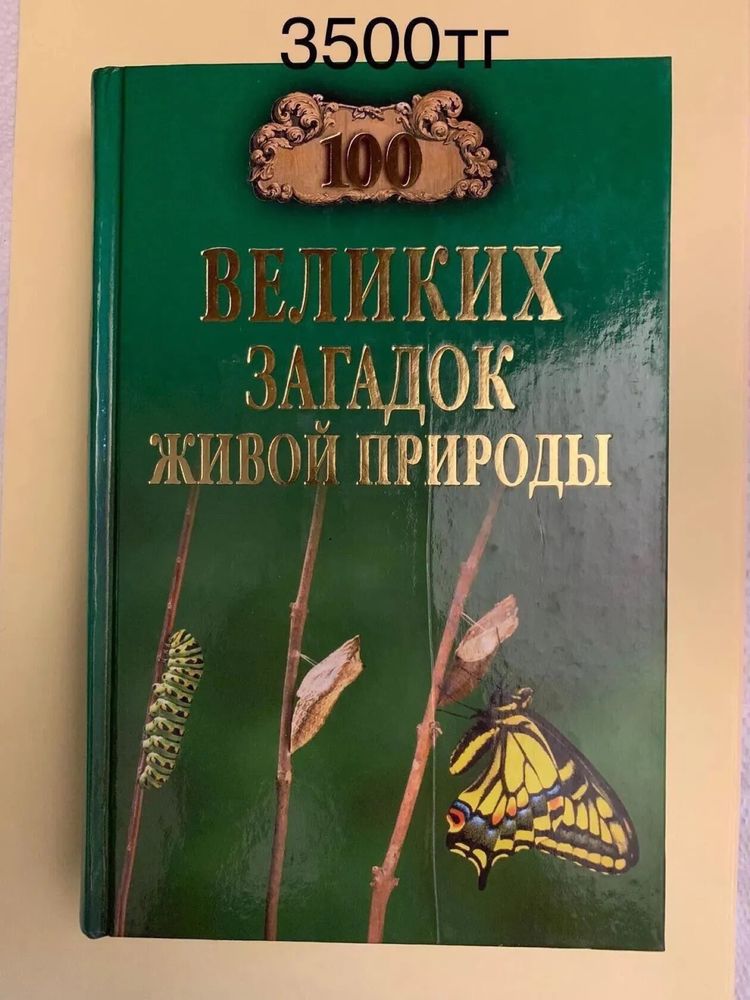 3500тг
100
ВЕЛИКИХ
ЗАГАДОК
ЖИВОЙ ПРИРОДЫ